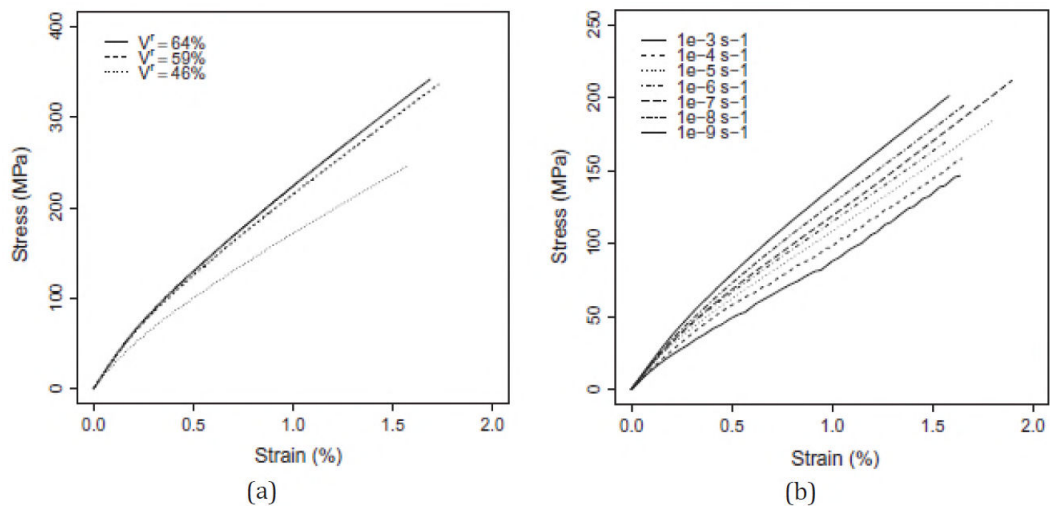 400
300
200
100
0
Stress (MPa)
V^f = 64%
V^f = 59%
V^f = 46%
0.0 0.5 1.0 1.5 2.0
Strain (%)
(a)
250
200
150
100
50
0
Stress (MPa)
1e−3 s−1
1e−4 s−1
1e−5 s−1
1e−6 s−1
1e−7 s−1
1e−8 s−1
1e−9 s−1
0.0 0.5 1.0 1.5 2.0
Strain (%)
(b)